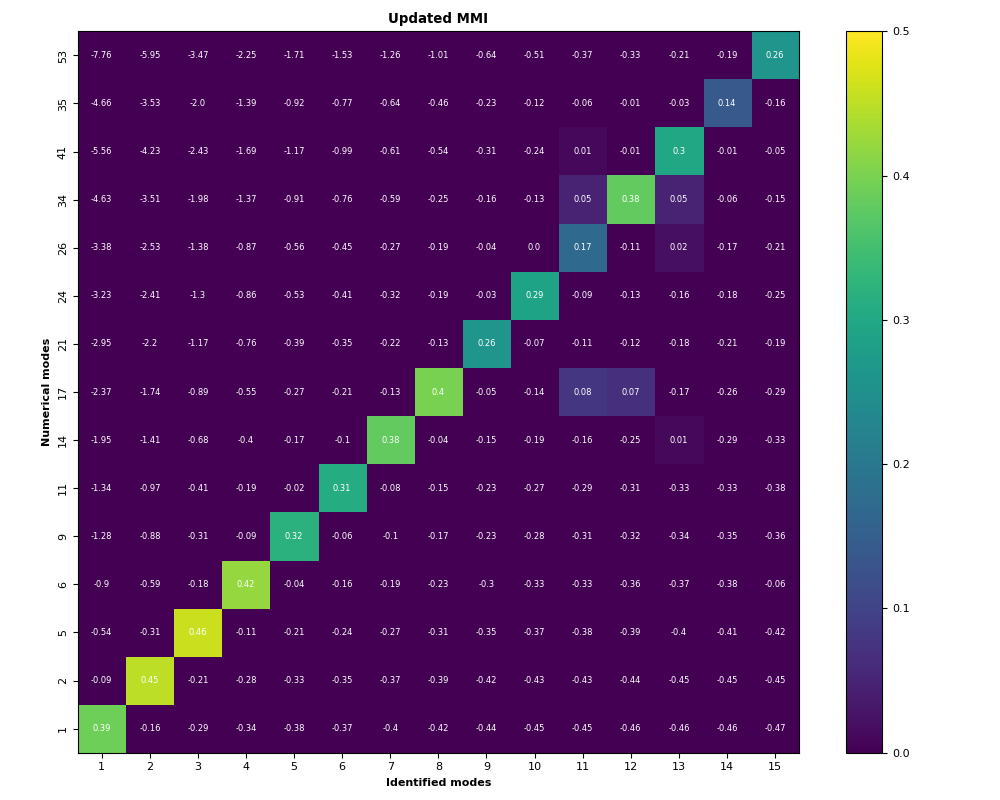 Updated MMI
53 -7.76 -5.95 -3.47 -2.25 -1.71 -1.53 -1.26 -1.01 -0.64 -0.51 -0.37 -0.33 -0.21 -0.19 0.26
35 -4.66 -3.53 -2.0 -1.39 -0.92 -0.77 -0.64 -0.46 -0.23 -0.12 -0.06 -0.01 -0.03 0.14 -0.16
41 -5.56 -4.23 -2.43 -1.69 -1.17 -0.99 -0.61 -0.54 -0.31 -0.24 0.01 -0.01 0.3 -0.01 -0.05
34 -4.63 -3.51 -1.98 -1.37 -0.91 -0.76 -0.59 -0.25 -0.16 -0.13 0.05 0.38 0.05 -0.06 -0.15
26 -3.38 -2.53 -1.38 -0.87 -0.56 -0.45 -0.27 -0.19 -0.04 0.0 0.17 -0.11 0.02 -0.17 -0.21
24 -3.23 -2.41 -1.3 -0.86 -0.53 -0.41 -0.32 -0.19 -0.03 0.29 -0.09 -0.13 -0.16 -0.18 -0.25
21 -2.95 -2.2 -1.17 -0.76 -0.39 -0.35 -0.22 -0.13 0.26 -0.07 -0.11 -0.12 -0.18 -0.21 -0.19
17 -2.37 -1.74 -0.89 -0.55 -0.27 -0.21 -0.13 0.4 -0.05 -0.14 0.08 0.07 -0.17 -0.26 -0.29
14 -1.95 -1.41 -0.68 -0.4 -0.17 -0.1 0.38 -0.04 -0.15 -0.19 -0.16 -0.25 0.01 -0.29 -0.33
11 -1.34 -0.97 -0.41 -0.19 -0.02 0.31 -0.08 -0.15 -0.23 -0.27 -0.29 -0.31 -0.33 -0.33 -0.38
9 -1.28 -0.88 -0.31 -0.09 0.32 -0.06 -0.1 -0.17 -0.23 -0.28 -0.31 -0.32 -0.34 -0.35 -0.36
6 -0.9 -0.59 -0.18 0.42 -0.04 -0.16 -0.19 -0.23 -0.3 -0.33 -0.33 -0.36 -0.37 -0.38 -0.06
5 -0.54 -0.31 0.46 -0.11 -0.21 -0.24 -0.27 -0.31 -0.35 -0.37 -0.38 -0.39 -0.4 -0.41 -0.42
2 -0.09 0.45 -0.21 -0.28 -0.33 -0.35 -0.37 -0.39 -0.42 -0.43 -0.43 -0.44 -0.45 -0.45 -0.45
1 0.39 -0.16 -0.29 -0.34 -0.38 -0.37 -0.4 -0.42 -0.44 -0.45 -0.45 -0.46 -0.46 -0.46 -0.47
1 2 3 4 5 6 7 8 9 10 11 12 13 14 15
Identified modes
Numerical modes
0.5
0.4
0.3
0.2
0.1
0.0